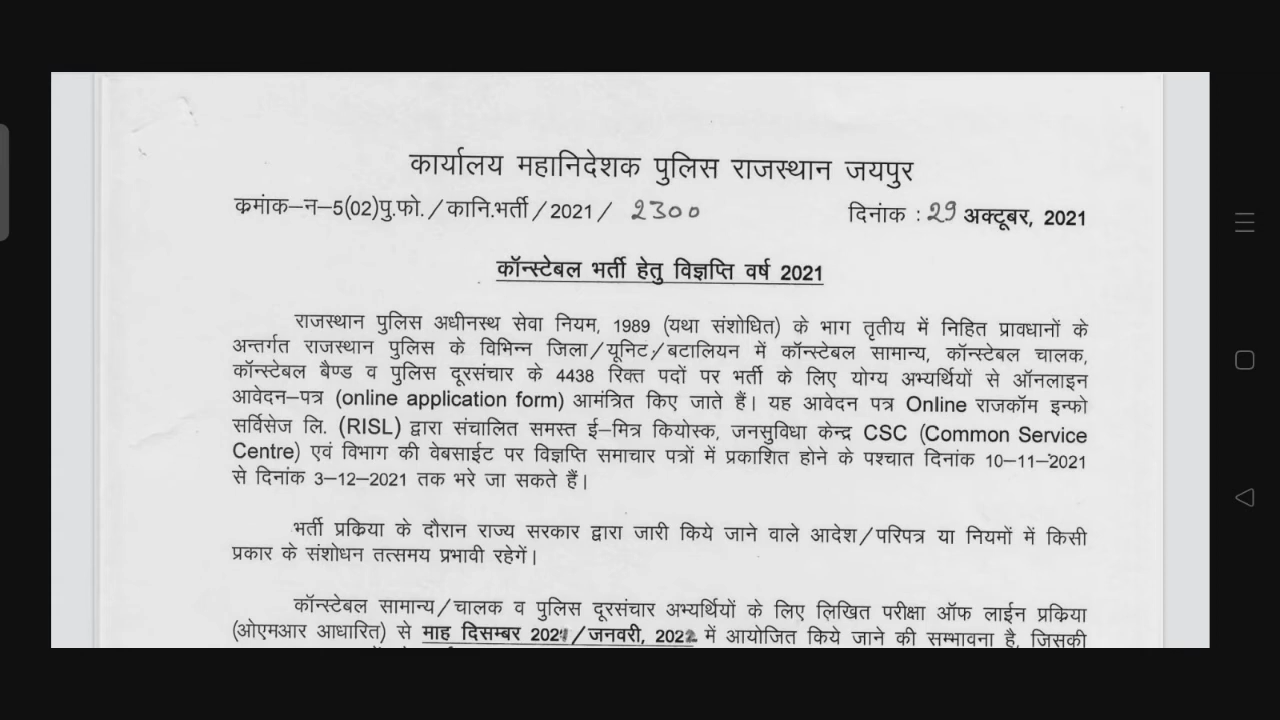 कार्यालय महानिदेशक पुलिस राजस्थान जयपुर
क्रमांक–न–5(02)पु.फो./कानि.भर्ती/2021/ 2300 दिनांक : 29 अक्टूबर, 2021
कॉन्स्टेबल भर्ती हेतु विज्ञप्ति वर्ष 2021
राजस्थान पुलिस अधीनस्थ सेवा नियम, 1989 (यथा संशोधित) के भाग तृतीय में निहित प्रावधानों के
अन्तर्गत राजस्थान पुलिस के विभिन्न जिला/यूनिट/बटालियन में कॉन्स्टेबल सामान्य, कॉन्स्टेबल चालक,
कॉन्स्टेबल बैण्ड व पुलिस दूरसंचार के 4438 रिक्त पदों पर भर्ती के लिए योग्य अभ्यर्थियों से ऑनलाइन
आवेदन–पत्र (online application form) आमंत्रित किए जाते हैं। यह आवेदन पत्र Online राजकॉम इन्फो
सर्विसेज लि. (RISL) द्वारा संचालित समस्त ई–मित्र कियोस्क, जनसुविधा केन्द्र CSC (Common Service
Centre) एवं विभाग की वेबसाईट पर विज्ञप्ति समाचार पत्रों में प्रकाशित होने के पश्चात दिनांक 10–11–2021
से दिनांक 3–12–2021 तक भरे जा सकते हैं।
भर्ती प्रक्रिया के दौरान राज्य सरकार द्वारा जारी किये जाने वाले आदेश/परिपत्र या नियमों में किसी
प्रकार के संशोधन तत्समय प्रभावी रहेगें।
कॉन्स्टेबल सामान्य/चालक व पुलिस दूरसंचार अभ्यर्थियों के लिए लिखित परीक्षा ऑफ लाईन प्रक्रिया
(ओएमआर आधारित) से माह दिसम्बर 2021/जनवरी, 2022 में आयोजित किये जाने की सम्भावना है, जिसकी